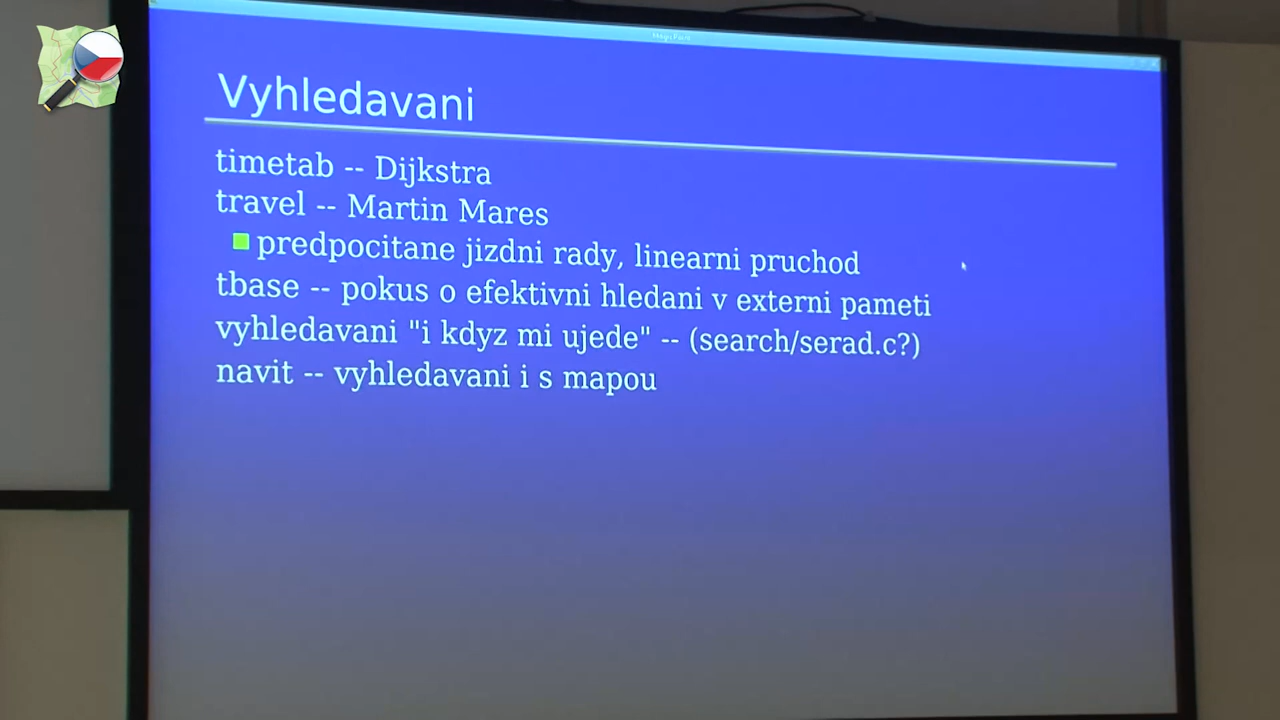 Vyhledavani
timetab -- Dijkstra
travel -- Martin Mares
predpocitane jizdni rady, linearni pruchod
tbase -- pokus o efektivni hledani v externi pameti
vyhledavani "i kdyz mi ujede" -- (search/serad.c?)
navit -- vyhledavani i s mapou